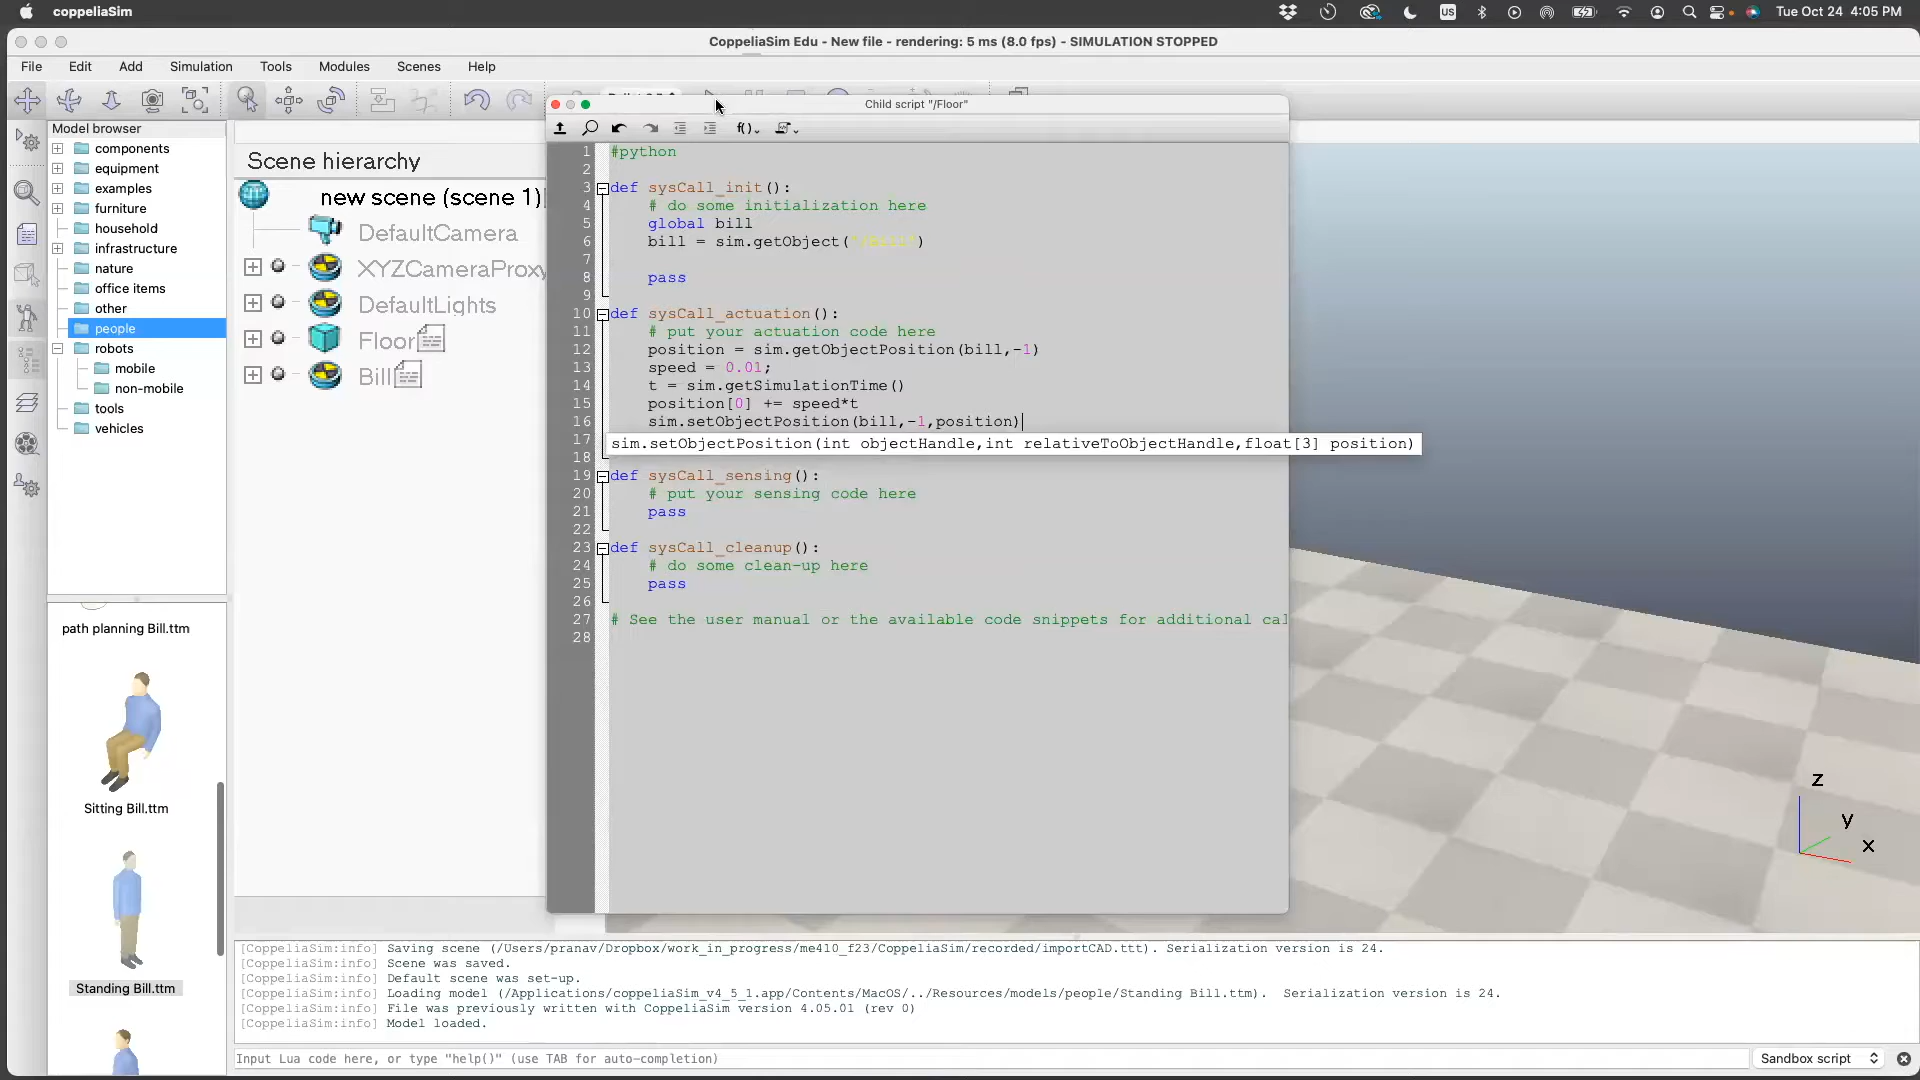 coppeliaSim
US
Tue Oct 24 4:05 PM
CoppeliaSim Edu - New file - rendering: 5 ms (8.0 fps) - SIMULATION STOPPED
File Edit Add Simulation Tools Modules Scenes Help
Model browser
components
equipment
examples
furniture
household
infrastructure
nature
office items
other
people
robots
mobile
non-mobile
tools
vehicles
path planning Bill.ttm
Sitting Bill.ttm
Standing Bill.ttm
Scene hierarchy
new scene (scene 1)
DefaultCamera
XYZCameraProxy
DefaultLights
Floor
Bill
Child script "/Floor"
f()
1 #python
2
3 def sysCall_init():
4 # do some initialization here
5 global bill
6 bill = sim.getObject("/Bill")
7
8 pass
9
10 def sysCall_actuation():
11 # put your actuation code here
12 position = sim.getObjectPosition(bill,-1)
13 speed = 0.01;
14 t = sim.getSimulationTime()
15 position[0] += speed*t
16 sim.setObjectPosition(bill,-1,position)
17
sim.setObjectPosition(int objectHandle,int relativeToObjectHandle,float[3] position)
18
19 def sysCall_sensing():
20 # put your sensing code here
21 pass
22
23 def sysCall_cleanup():
24 # do some clean-up here
25 pass
26
27 # See the user manual or the available code snippets for additional cal
28
z
y
x
[CoppeliaSim:info] Saving scene (/Users/pranav/Dropbox/work_in_progress/me410_f23/CoppeliaSim/recorded/importCAD.ttt). Serialization version is 24.
[CoppeliaSim:info] Scene was saved.
[CoppeliaSim:info] Default scene was set-up.
[CoppeliaSim:info] Loading model (/Applications/coppeliaSim_v4_5_1.app/Contents/MacOS/../Resources/models/people/Standing Bill.ttm). Serialization version is 24.
[CoppeliaSim:info] File was previously written with CoppeliaSim version 4.05.01 (rev 0)
[CoppeliaSim:info] Model loaded.
Input Lua code here, or type "help()" (use TAB for auto-completion)
Sandbox script